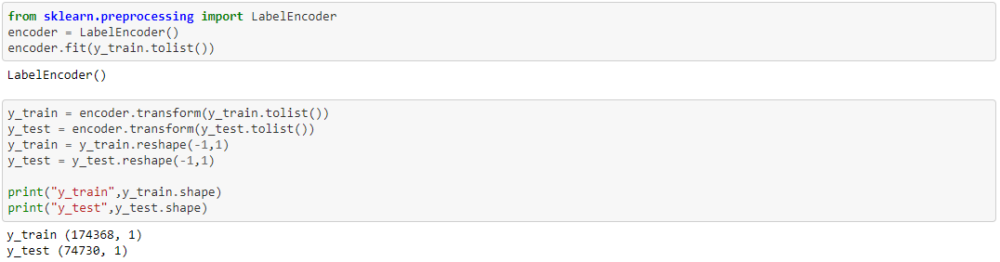 from sklearn.preprocessing import LabelEncoder
encoder = LabelEncoder()
encoder.fit(y_train.tolist())
LabelEncoder()
y_train = encoder.transform(y_train.tolist())
y_test = encoder.transform(y_test.tolist())
y_train = y_train.reshape(-1,1)
y_test = y_test.reshape(-1,1)
print("y_train",y_train.shape)
print("y_test",y_test.shape)
y_train (174368, 1)
y_test (74730, 1)